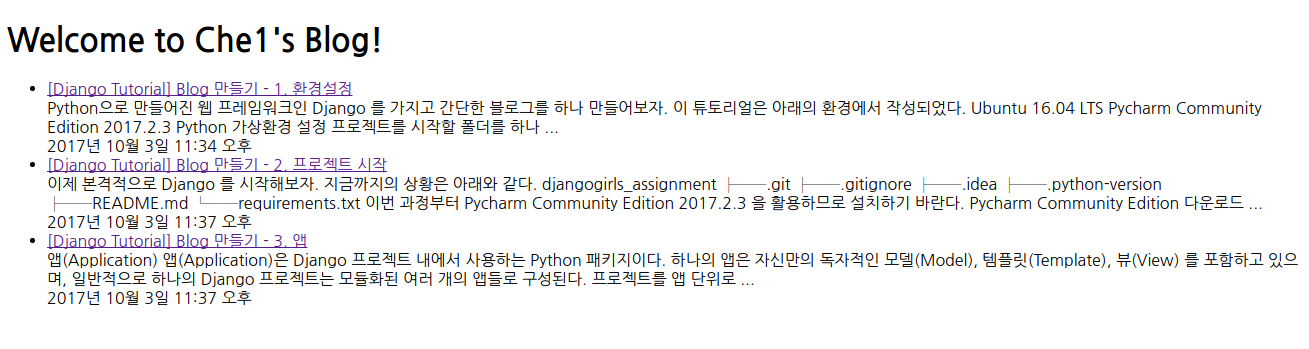 Welcome to Che1's Blog!
[Django Tutorial] Blog 만들기 - 1. 환경설정
Python으로 만들어진 웹 프레임워크인 Django 를 가지고 간단한 블로그를 하나 만들어보자. 이 튜토리얼은 아래의 환경에서 작성되었다. Ubuntu 16.04 LTS Pycharm Community
Edition 2017.2.3 Python 가상환경 설정 프로젝트를 시작할 폴더를 하나 ...
2017년 10월 3일 11:34 오후
[Django Tutorial] Blog 만들기 - 2. 프로젝트 시작
이제 본격적으로 Django 를 시작해보자. 지금까지의 상황은 아래와 같다. djangogirls_assignment ├──.git ├──.gitignore ├──.idea ├──.python-version
├──README.md └──requirements.txt 이번 과정부터 Pycharm Community Edition 2017.2.3 을 활용하므로 설치하기 바란다. Pycharm Community Edition 다운로드 ...
2017년 10월 3일 11:37 오후
[Django Tutorial] Blog 만들기 - 3. 앱
앱(Application) 앱(Application)은 Django 프로젝트 내에서 사용하는 Python 패키지이다. 하나의 앱은 자신만의 독자적인 모델(Model), 템플릿(Template), 뷰(View) 를 포함하고 있으
며, 일반적으로 하나의 Django 프로젝트는 모듈화된 여러 개의 앱들로 구성된다. 프로젝트를 앱 단위로 ...
2017년 10월 3일 11:37 오후